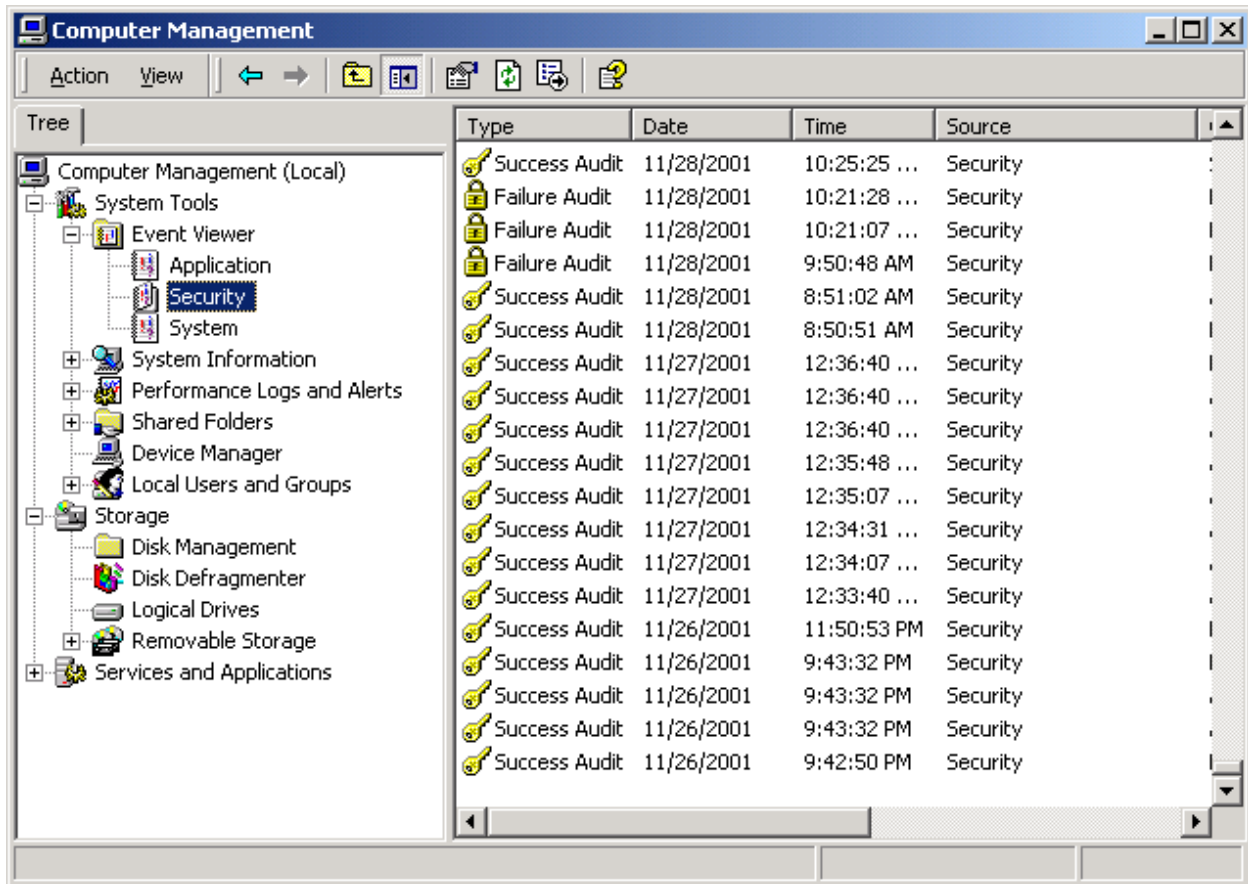 Computer Management
Action View
Tree
Computer Management (Local)
System Tools
Event Viewer
Application
Security
System
System Information
Performance Logs and Alerts
Shared Folders
Device Manager
Local Users and Groups
Storage
Disk Management
Disk Defragmenter
Logical Drives
Removable Storage
Services and Applications
Type Date Time Source
Success Audit 11/28/2001 10:25:25 ... Security
Failure Audit 11/28/2001 10:21:28 ... Security
Failure Audit 11/28/2001 10:21:07 ... Security
Failure Audit 11/28/2001 9:50:48 AM Security
Success Audit 11/28/2001 8:51:02 AM Security
Success Audit 11/28/2001 8:50:51 AM Security
Success Audit 11/27/2001 12:36:40 ... Security
Success Audit 11/27/2001 12:36:40 ... Security
Success Audit 11/27/2001 12:36:40 ... Security
Success Audit 11/27/2001 12:35:48 ... Security
Success Audit 11/27/2001 12:35:07 ... Security
Success Audit 11/27/2001 12:34:31 ... Security
Success Audit 11/27/2001 12:34:07 ... Security
Success Audit 11/27/2001 12:33:40 ... Security
Success Audit 11/26/2001 11:50:53 PM Security
Success Audit 11/26/2001 9:43:32 PM Security
Success Audit 11/26/2001 9:43:32 PM Security
Success Audit 11/26/2001 9:43:32 PM Security
Success Audit 11/26/2001 9:42:50 PM Security